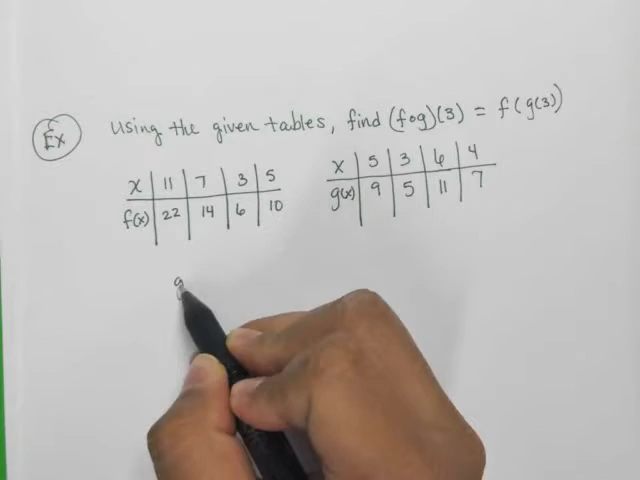 Ex
Using the given tables, find (fog)(3) = f(g(3))
x 11 7 3 5
f(x) 22 14 6 10
x 5 3 6 4
g(x) 9 5 11 7
g